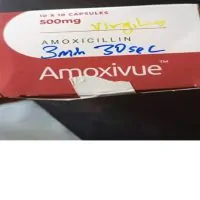 10 X 10 CAPSULES
500mg
AMOXICILLIN
3mh 30sec
Amoxivue™